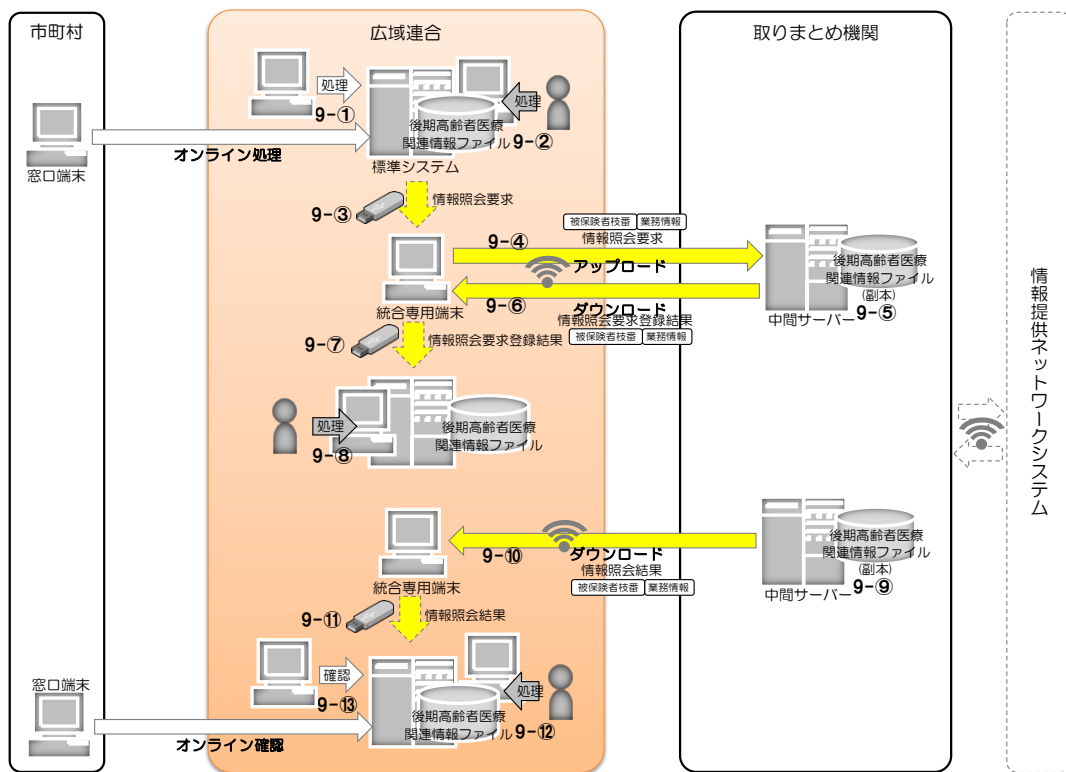 市町村
広域連合
取りまとめ機関
処理
9-①
処理
後期高齢者医療
関連情報ファイル
9-②
標準システム
オンライン処理
窓口端末
9-③
情報照会要求
9-④
被保険者枝番
業務情報
情報照会要求
アップロード
後期高齢者医療
関連情報ファイル
(副本)
9-⑤
中間サーバー
統合専用端末
9-⑥
ダウンロード
情報照会要求登録結果
被保険者枝番
業務情報
9-⑦
情報照会要求登録結果
処理
9-⑧
後期高齢者医療
関連情報ファイル
情報提供ネットワークシステム
9-⑩
ダウンロード
情報照会結果
被保険者枝番
業務情報
後期高齢者医療
関連情報ファイル
(副本)
9-⑨
中間サーバー
統合専用端末
9-⑪
情報照会結果
窓口端末
確認
9-⑬
処理
後期高齢者医療
関連情報ファイル
9-⑫
オンライン確認